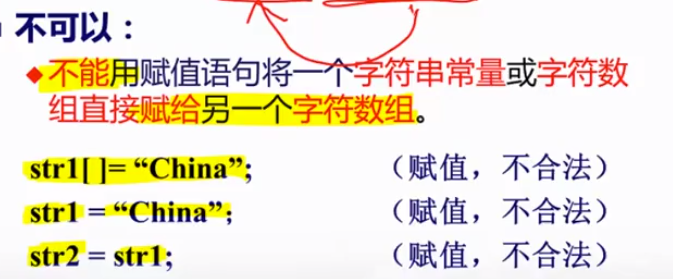 不可以：
不能用赋值语句将一个字符串常量或字符数
组直接赋给另一个字符数组。
str1[ ]= “China”; （赋值，不合法）
str1 = “China”； （赋值，不合法）
str2 = str1; （赋值，不合法）